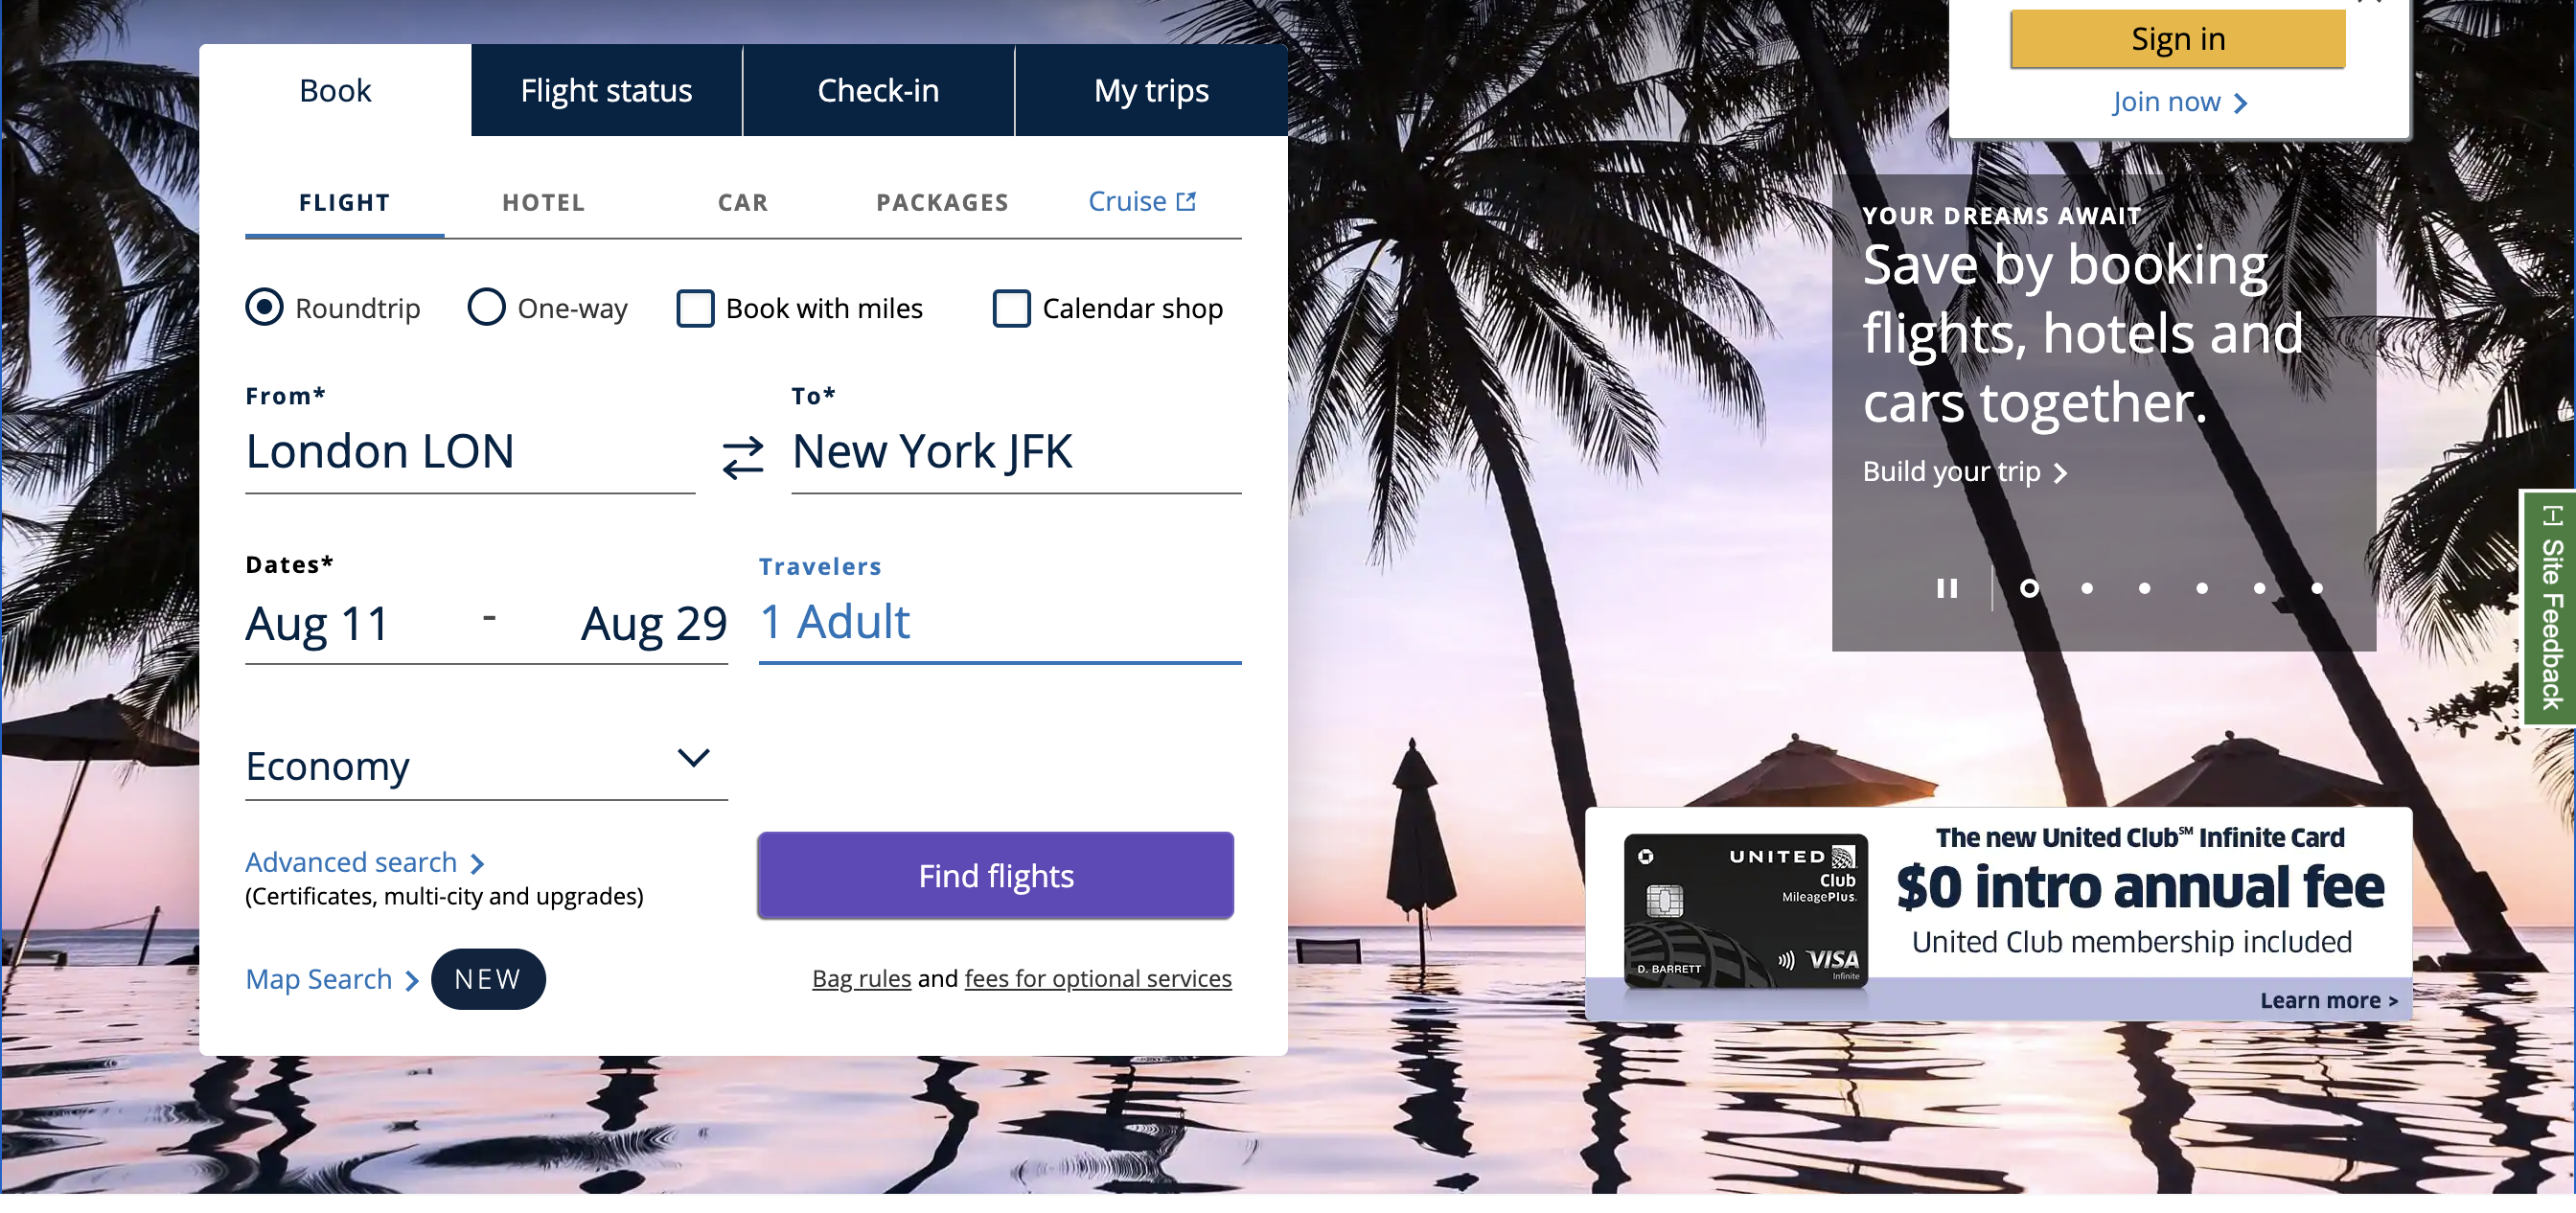 Book
Flight status
Check-in
My trips
FLIGHT
HOTEL
CAR
PACKAGES
Cruise
Roundtrip
One-way
Book with miles
Calendar shop
From*
London LON
To*
New York JFK
Dates*
Aug 11 - Aug 29
Travelers
1 Adult
Economy
Advanced search
(Certificates, multi-city and upgrades)
Find flights
Map Search
NEW
Bag rules and fees for optional services
Sign in
Join now
YOUR DREAMS AWAIT
Save by booking
flights, hotels and
cars together.
Build your trip
[-] Site Feedback
UNITED
Club
MileagePlus.
D. BARRETT
VISA
Infinite
The new United Club℠ Infinite Card
$0 intro annual fee
United Club membership included
Learn more >